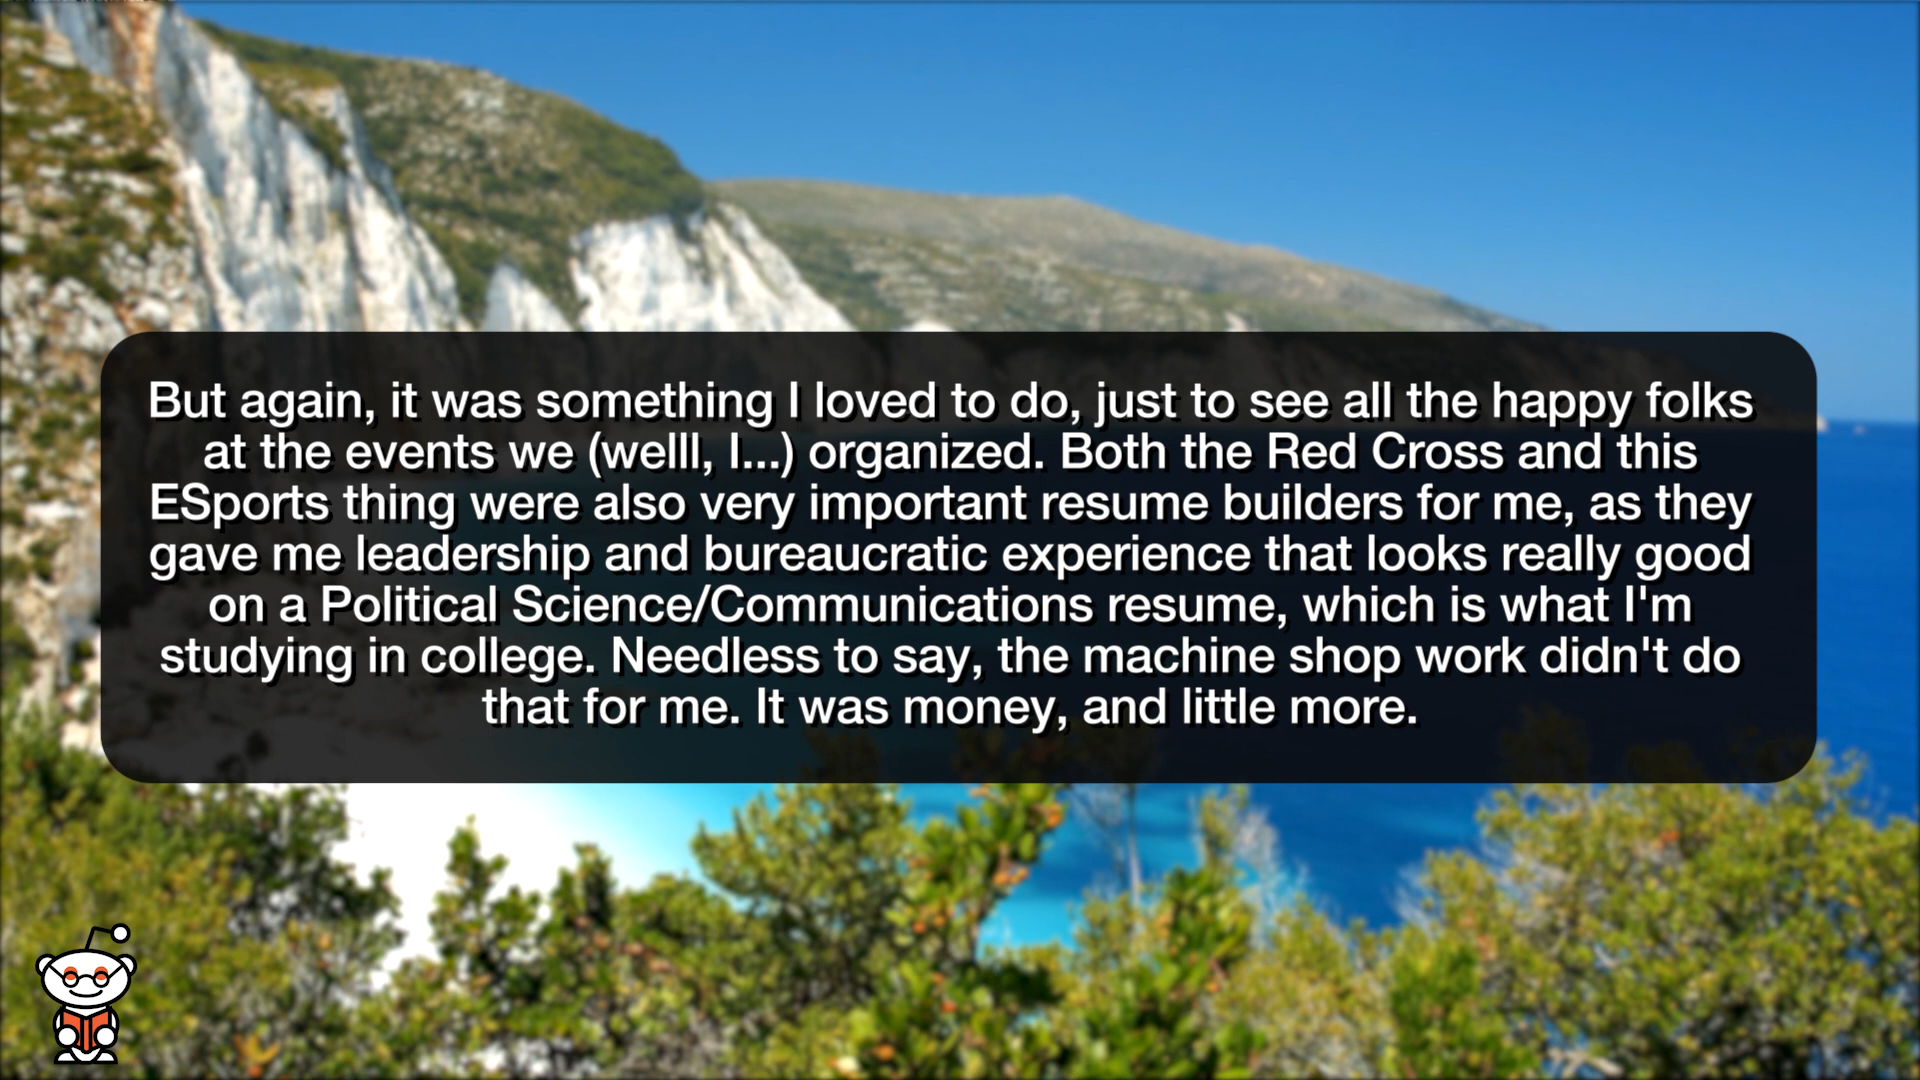 But again, it was something I loved to do, just to see all the happy folks
at the events we (welll, I...) organized. Both the Red Cross and this
ESports thing were also very important resume builders for me, as they
gave me leadership and bureaucratic experience that looks really good
on a Political Science/Communications resume, which is what I'm
studying in college. Needless to say, the machine shop work didn't do
that for me. It was money, and little more.